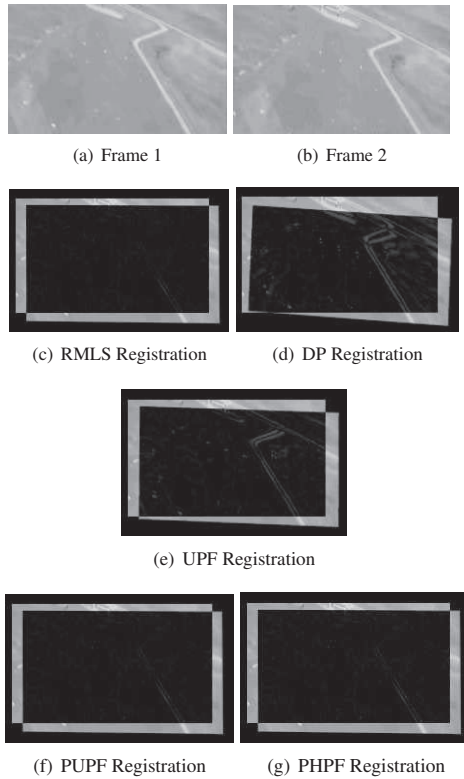 (a) Frame 1
(b) Frame 2
(c) RMLS Registration
(d) DP Registration
(e) UPF Registration
(f) PUPF Registration
(g) PHPF Registration